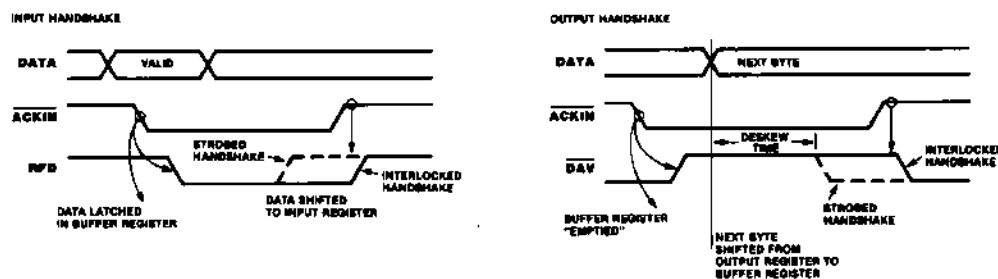 INPUT HANDSHAKE
DATA
VALID
ACKIN
STROBED
HANDSHAKE
RFD
INTERLOCKED
HANDSHAKE
DATA SHIFTED
TO INPUT REGISTER
DATA LATCHED
IN BUFFER REGISTER
OUTPUT HANDSHAKE
DATA
NEXT BYTE
ACKIN
DESKEW
TIME
DAV
INTERLOCKED
HANDSHAKE
STROBED
HANDSHAKE
BUFFER REGISTER
"EMPTIED"
NEXT BYTE
SHIFTED FROM
OUTPUT REGISTER TO
BUFFER REGISTER